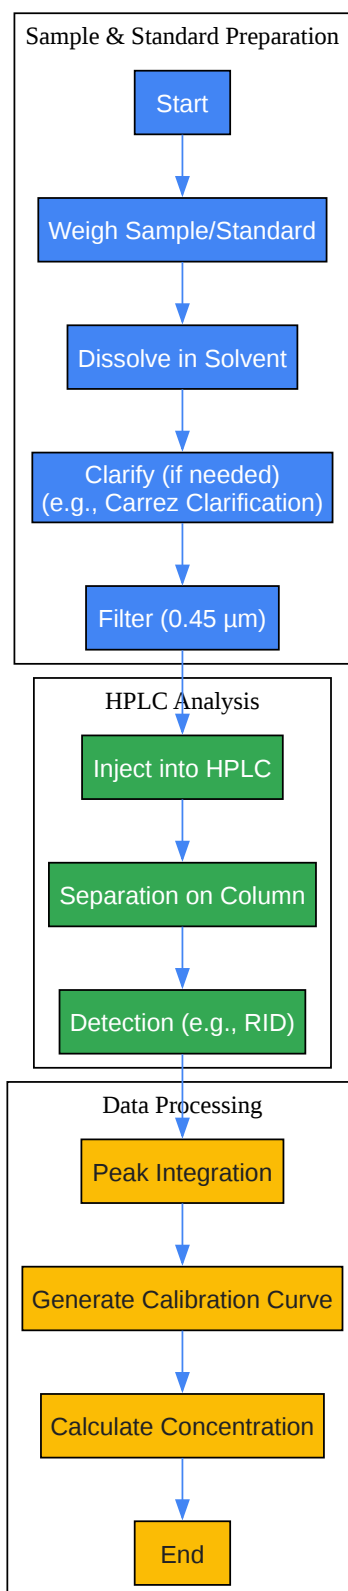 Sample & Standard Preparation
Start
Weigh Sample/Standard
Dissolve in Solvent
Clarify (if needed)
(e.g., Carrez Clarification)
Filter (0.45 µm)
HPLC Analysis
Inject into HPLC
Separation on Column
Detection (e.g., RID)
Data Processing
Peak Integration
Generate Calibration Curve
Calculate Concentration
End